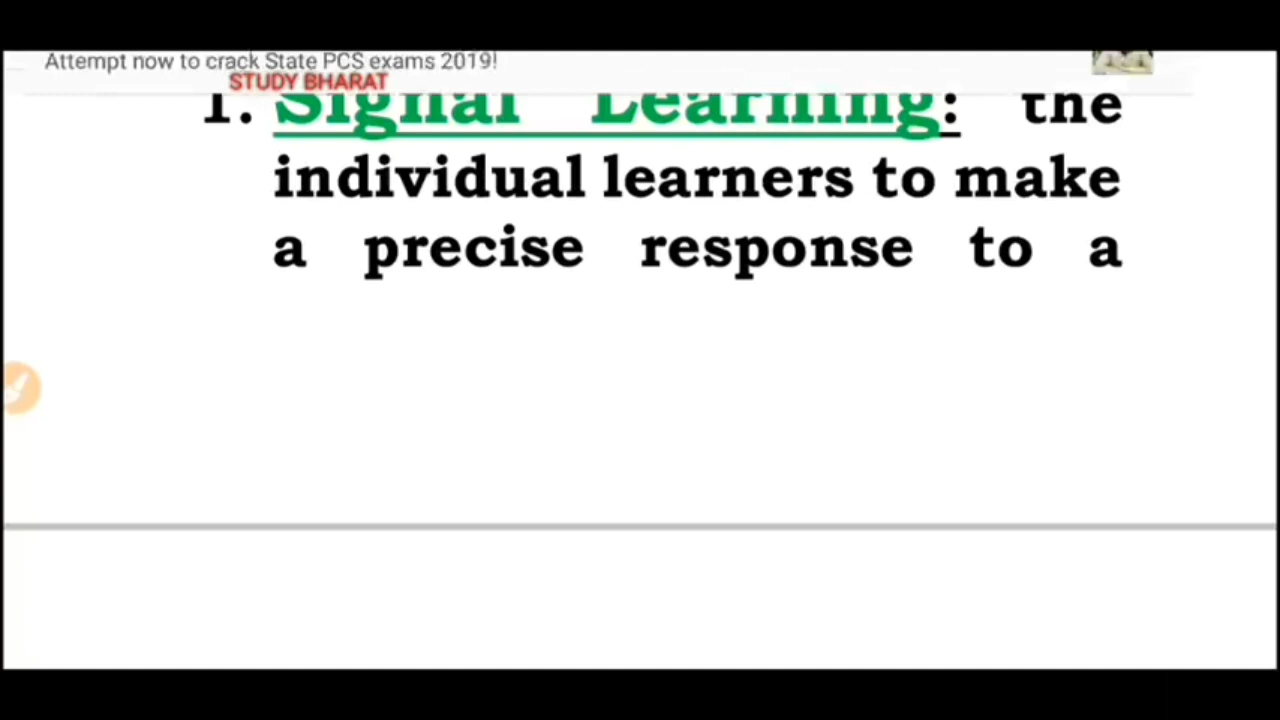 Attempt now to crack State PCS exams 2019!
STUDY BHARAT
1. Signal Learning: the
individual learners to make
a precise response to a